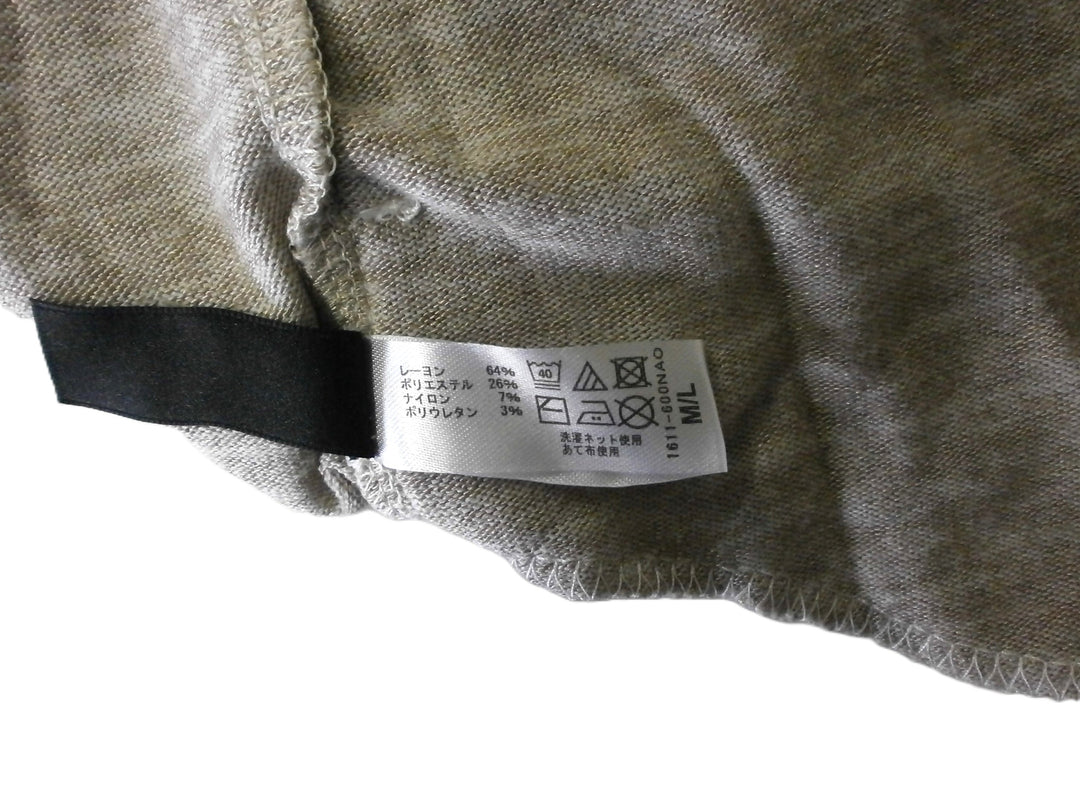 レーヨン 64%
ポリエステル 26%
ナイロン 7%
ポリウレタン 3%
40
洗濯ネット使用
あて布使用
1611-600NAO
M/L